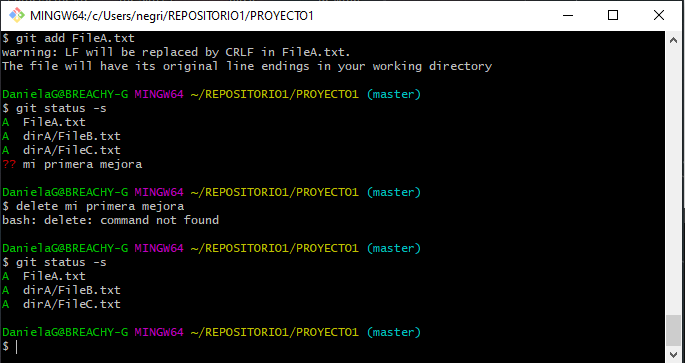 MINGW64:/c/Users/negri/REPOSITORIO1/PROYECTO1
$ git add FileA.txt
warning: LF will be replaced by CRLF in FileA.txt.
The file will have its original line endings in your working directory
DanielaG@BREACHY-G MINGW64 ~/REPOSITORIO1/PROYECTO1 (master)
$ git status -s
A  FileA.txt
A  dirA/FileB.txt
A  dirA/FileC.txt
?? mi primera mejora
DanielaG@BREACHY-G MINGW64 ~/REPOSITORIO1/PROYECTO1 (master)
$ delete mi primera mejora
bash: delete: command not found
DanielaG@BREACHY-G MINGW64 ~/REPOSITORIO1/PROYECTO1 (master)
$ git status -s
A  FileA.txt
A  dirA/FileB.txt
A  dirA/FileC.txt
DanielaG@BREACHY-G MINGW64 ~/REPOSITORIO1/PROYECTO1 (master)
$